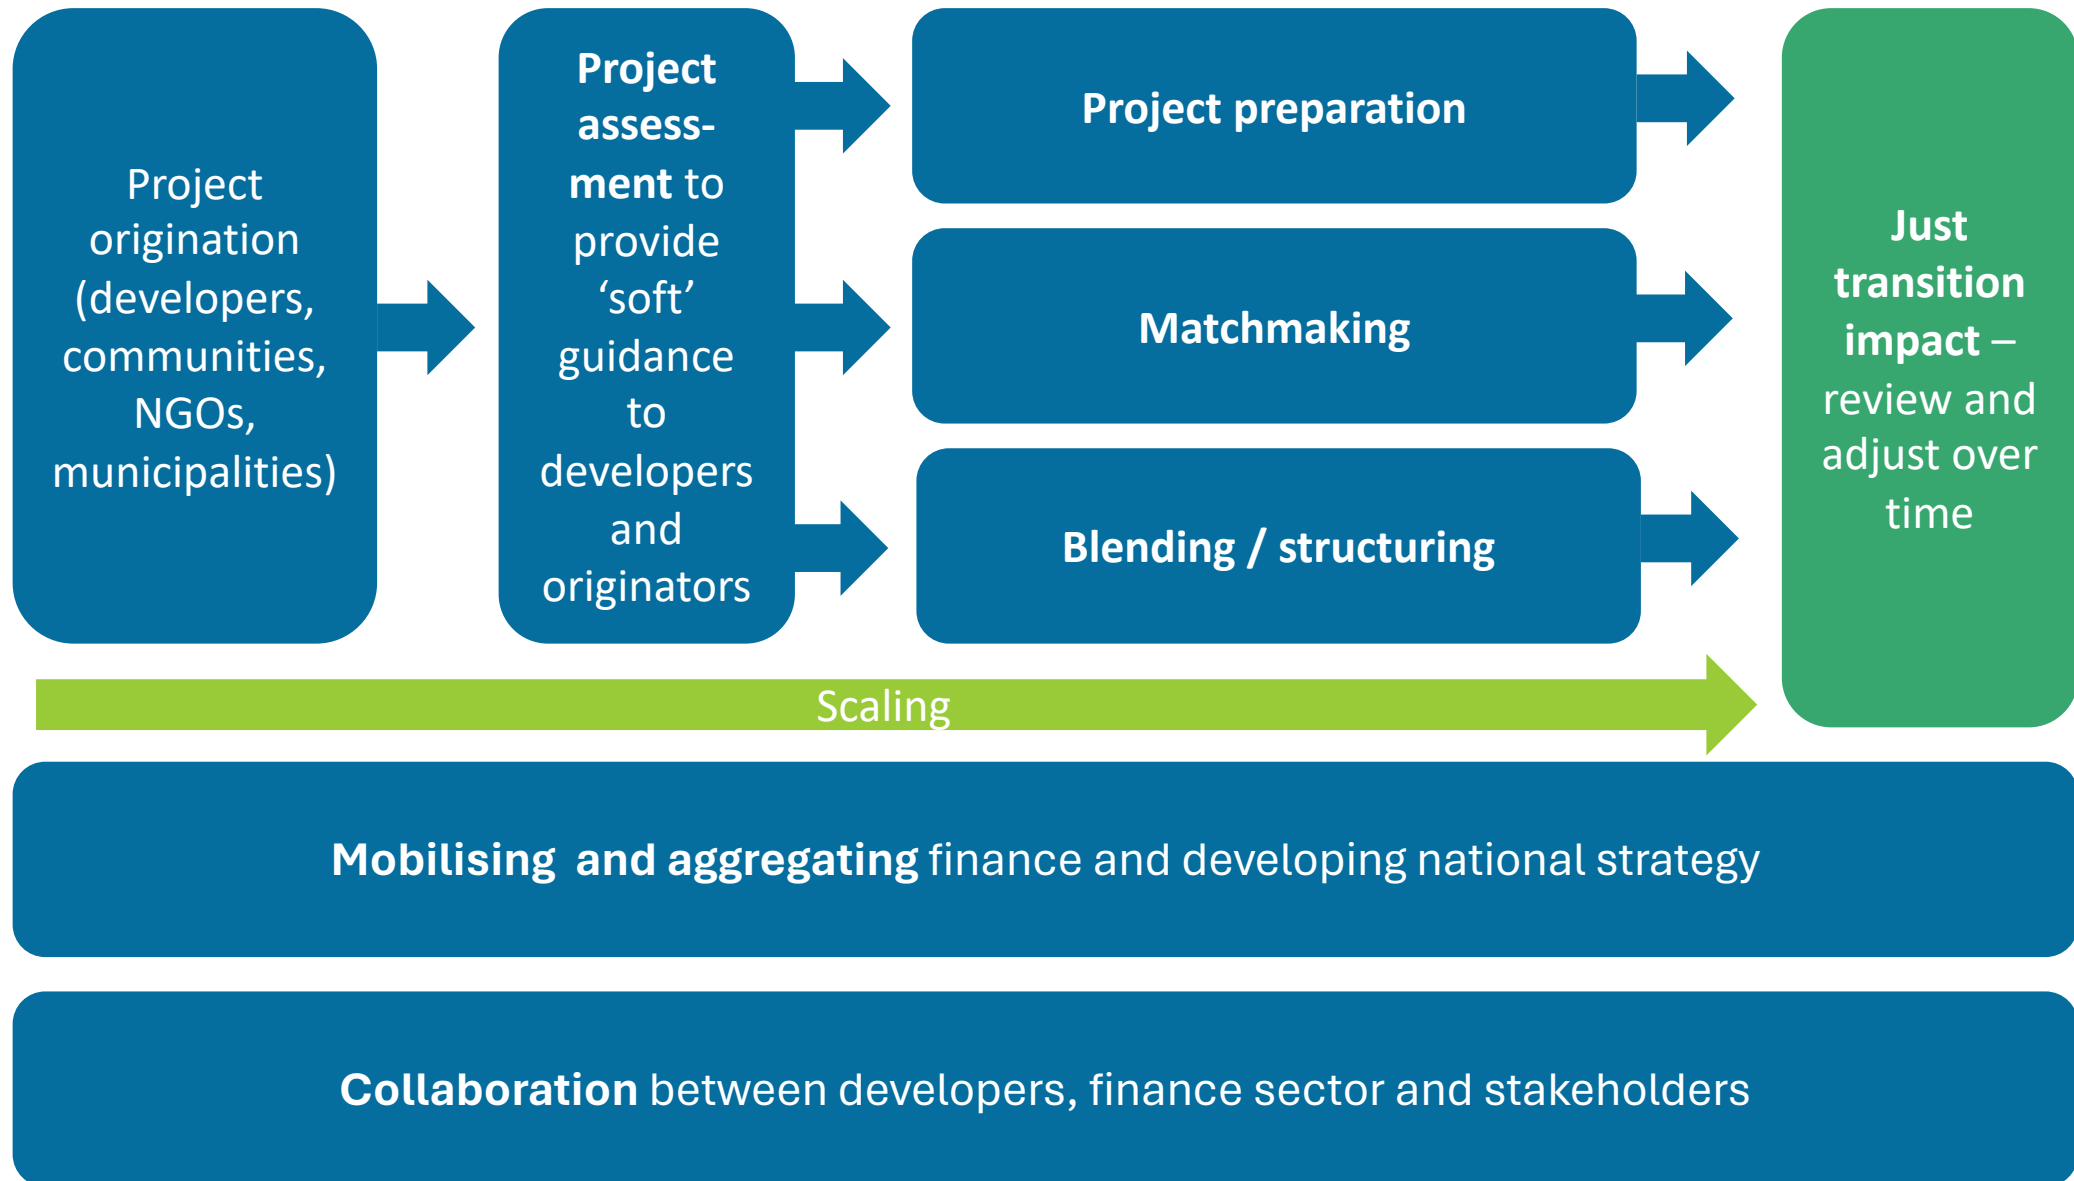 Project
origination
(developers,
communities,
NGOs,
municipalities)
Project
assess-
ment to
provide
‘soft’
guidance
to
developers
and
originators
Project preparation
Matchmaking
Blending / structuring
Just
transition
impact –
review and
adjust over
time
Scaling
Mobilising  and aggregating finance and developing national strategy
Collaboration between developers, finance sector and stakeholders